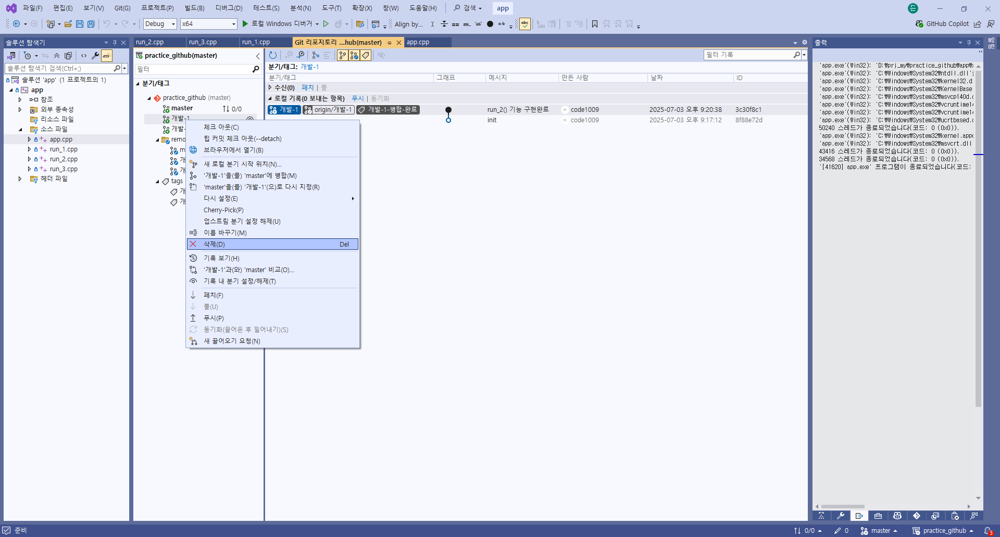 파일(F) 편집(E) 보기(V) Git(G) 프로젝트(P) 빌드(B) 디버그(D) 테스트(S) 분석(N) 도구(T) 확장(X) 창(W) 도움말(H) 검색 app
Debug x64 로컬 Windows 디버거 Align by... GitHub Copilot
솔루션 탐색기
솔루션 탐색기 검색(Ctrl+;)
솔루션 'app' (1 프로젝트의 1)
app
참조
외부 종속성
리소스 파일
소스 파일
app.cpp
run_1.cpp
run_2.cpp
run_3.cpp
헤더 파일
run_2.cpp run_3.cpp run_1.cpp Git 리포지토리 ...hub(master) app.cpp
practice_github(master)
필터
분기/태그
practice_github (master)
master 0/0
개발-1
개발-
remo
m
개
개
tags
개
개
필터 기록
분기/태그: 개발-1
분기/태그 그래프 메시지 만든 사람 날짜 ID
수신(0) 페치 | 풀
로컬 기록(0 보내는 항목) 푸시 | 동기화
개발-1 origin/개발-1 개발-1-병합-완료 run_2() 기능 구현완료 code1009 2025-07-03 오후 9:20:38 3c30f8c1
init code1009 2025-07-03 오후 9:17:12 8f88e72d
체크 아웃(C)
팁 커밋 체크 아웃(--detach)
브라우저에서 열기(B)
새 로컬 분기 시작 위치(N)...
'개발-1'을(를) 'master'에 병합(M)
'master'을(를) '개발-1'(으)로 다시 지정(R)
다시 설정(E)
Cherry-Pick(P)
업스트림 분기 설정 해제(U)
이름 바꾸기(M)
삭제(D) Del
기록 보기(H)
'개발-1'과(와) 'master' 비교(O)...
기록 내 분기 설정/해제(T)
페치(F)
풀(U)
푸시(P)
동기화(끌어온 후 밀어내기)(S)
새 끌어오기 요청(N)
출력
'app.exe'(Win32): 'D:₩prj_my₩practice_github₩app₩
'app.exe'(Win32): 'C:₩Windows₩System32₩ntdll.dll'
'app.exe'(Win32): 'C:₩Windows₩System32₩kernel32.d
'app.exe'(Win32): 'C:₩Windows₩System32₩KernelBase
'app.exe'(Win32): 'C:₩Windows₩System32₩msvcp140d.
'app.exe'(Win32): 'C:₩Windows₩System32₩vcruntime14
'app.exe'(Win32): 'C:₩Windows₩System32₩vcruntime14
'app.exe'(Win32): 'C:₩Windows₩System32₩ucrtbased.
50240 스레드가 종료되었습니다(코드: 0 (0x0)).
'app.exe'(Win32): 'C:₩Windows₩System32₩kernel.appc
'app.exe'(Win32): 'C:₩Windows₩System32₩msvcrt.dll
43416 스레드가 종료되었습니다(코드: 0 (0x0)).
34568 스레드가 종료되었습니다(코드: 0 (0x0)).
'[41620] app.exe' 프로그램이 종료되었습니다(코드:
준비 0/0 0 master practice_github 3